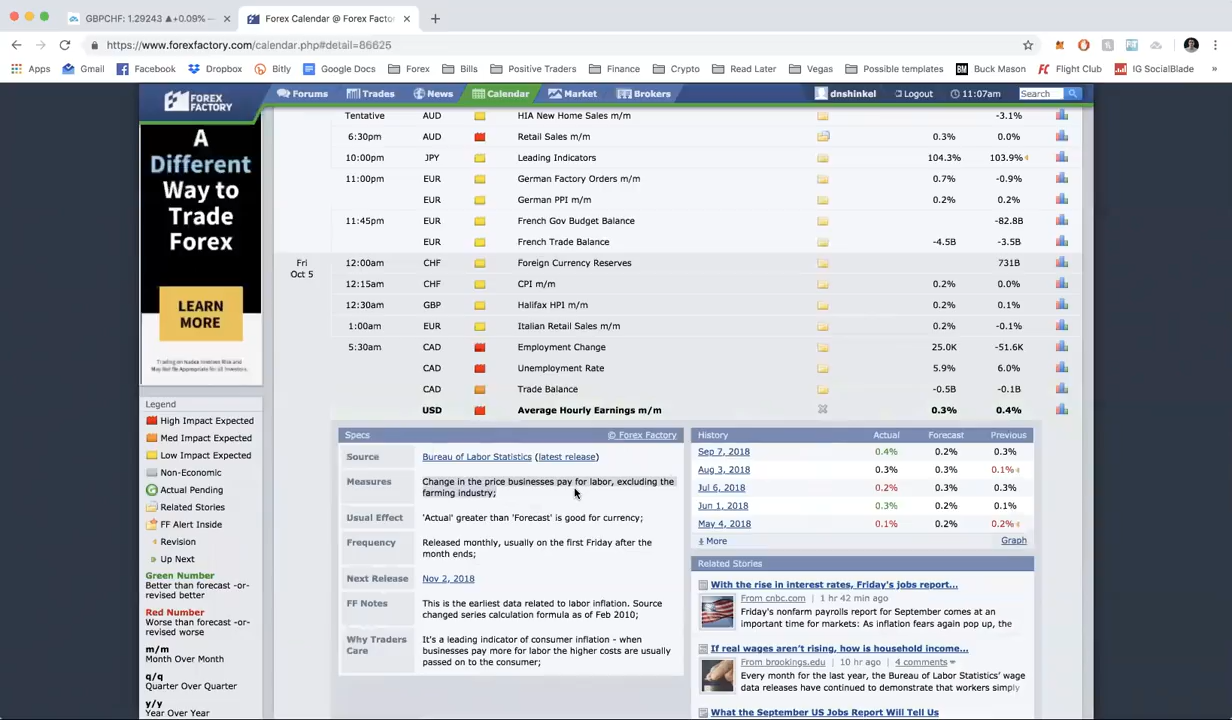 GBPCHF: 1.29243 ▲+0.09%
Forex Calendar @ Forex Facto
https://www.forexfactory.com/calendar.php#detail=86625
Apps Gmail Facebook Dropbox Bitly Google Docs Forex Bills Positive Traders Finance Crypto Read Later Vegas Possible templates Buck Mason Flight Club IG SocialBlade »
FOREX FACTORY
Forums Trades News Calendar Market Brokers dnshinkel Logout 11:07am Search
A
Different
Way to
Trade
Forex
LEARN
MORE
Tentative AUD HIA New Home Sales m/m -3.1%
6:30pm AUD Retail Sales m/m 0.3% 0.0%
10:00pm JPY Leading Indicators 104.3% 103.9%
11:00pm EUR German Factory Orders m/m 0.7% -0.9%
EUR German PPI m/m 0.2% 0.2%
11:45pm EUR French Gov Budget Balance -82.8B
EUR French Trade Balance -4.5B -3.5B
Fri
Oct 5
12:00am CHF Foreign Currency Reserves 731B
12:15am CHF CPI m/m 0.2% 0.0%
12:30am GBP Halifax HPI m/m 0.2% 0.1%
1:00am EUR Italian Retail Sales m/m 0.2% -0.1%
5:30am CAD Employment Change 25.0K -51.6K
CAD Unemployment Rate 5.9% 6.0%
CAD Trade Balance -0.5B -0.1B
USD Average Hourly Earnings m/m 0.3% 0.4%
Legend
High Impact Expected
Med Impact Expected
Low Impact Expected
Non-Economic
Actual Pending
Related Stories
FF Alert Inside
Revision
Up Next
Green Number
Better than forecast -or-
revised better
Red Number
Worse than forecast -or-
revised worse
m/m
Month Over Month
q/q
Quarter Over Quarter
y/y
Year Over Year
Specs © Forex Factory
Source Bureau of Labor Statistics (latest release)
Measures Change in the price businesses pay for labor, excluding the
farming industry;
Usual Effect 'Actual' greater than 'Forecast' is good for currency;
Frequency Released monthly, usually on the first Friday after the
month ends;
Next Release Nov 2, 2018
FF Notes This is the earliest data related to labor inflation. Source
changed series calculation formula as of Feb 2010;
Why Traders
Care
It's a leading indicator of consumer inflation - when
businesses pay more for labor the higher costs are usually
passed on to the consumer;
History Actual Forecast Previous
Sep 7, 2018 0.4% 0.2% 0.3%
Aug 3, 2018 0.3% 0.3% 0.1%
Jul 6, 2018 0.2% 0.3% 0.3%
Jun 1, 2018 0.3% 0.2% 0.1%
May 4, 2018 0.1% 0.2% 0.2%
More Graph
Related Stories
With the rise in interest rates, Friday's jobs report...
From cnbc.com | 1 hr 42 min ago
Friday's nonfarm payrolls report for September comes at an
important time for markets: As inflation fears again pop up, the
If real wages aren't rising, how is household income...
From brookings.edu | 10 hr ago | 4 comments
Every month for the last year, the Bureau of Labor Statistics' wage
data releases have continued to demonstrate that workers simply
What the September US Jobs Report Will Tell Us